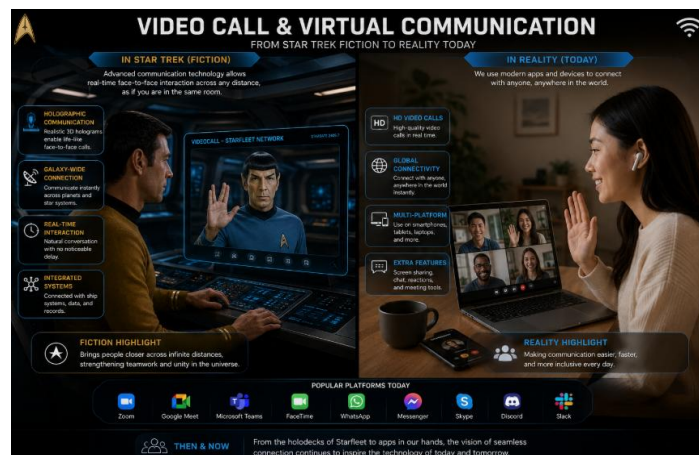 VIDEO CALL & VIRTUAL COMMUNICATION
FROM STAR TREK FICTION TO REALITY TODAY
IN STAR TREK (FICTION)
Advanced communication technology allows
real-time face-to-face interaction across any distance,
as if you are in the same room.
HOLOGRAPHIC
COMMUNICATION
Realistic 3D holograms
enable life-like
face-to-face calls.
GALAXY-WIDE
CONNECTION
Communicate instantly
across planets and
star systems.
REAL-TIME
INTERACTION
Natural conversation
with no noticeable
delay.
INTEGRATED
SYSTEMS
Connected with ship
systems, data, and
records.
VIDEOCALL - STARFLEET NETWORK
FICTION HIGHLIGHT
Brings people closer across infinite distances,
strengthening teamwork and unity in the universe.
IN REALITY (TODAY)
We use modern apps and devices to connect
with anyone, anywhere in the world.
HD
HD VIDEO CALLS
High-quality video
calls in real time.
GLOBAL
CONNECTIVITY
Connect with anyone,
anywhere in the world
instantly.
MULTI-PLATFORM
Use on smartphones,
tablets, laptops,
and more.
EXTRA FEATURES
Screen sharing,
chat, reactions,
and meeting tools.
REALITY HIGHLIGHT
Making communication easier, faster,
and more inclusive every day.
POPULAR PLATFORMS TODAY
Zoom
Google Meet
Microsoft Teams
FaceTime
WhatsApp
Messenger
Skype
Discord
Slack
THEN & NOW
From the holodecks of Starfleet to apps in our hands, the vision of seamless
connection continues to inspire the technology of today and tomorrow.